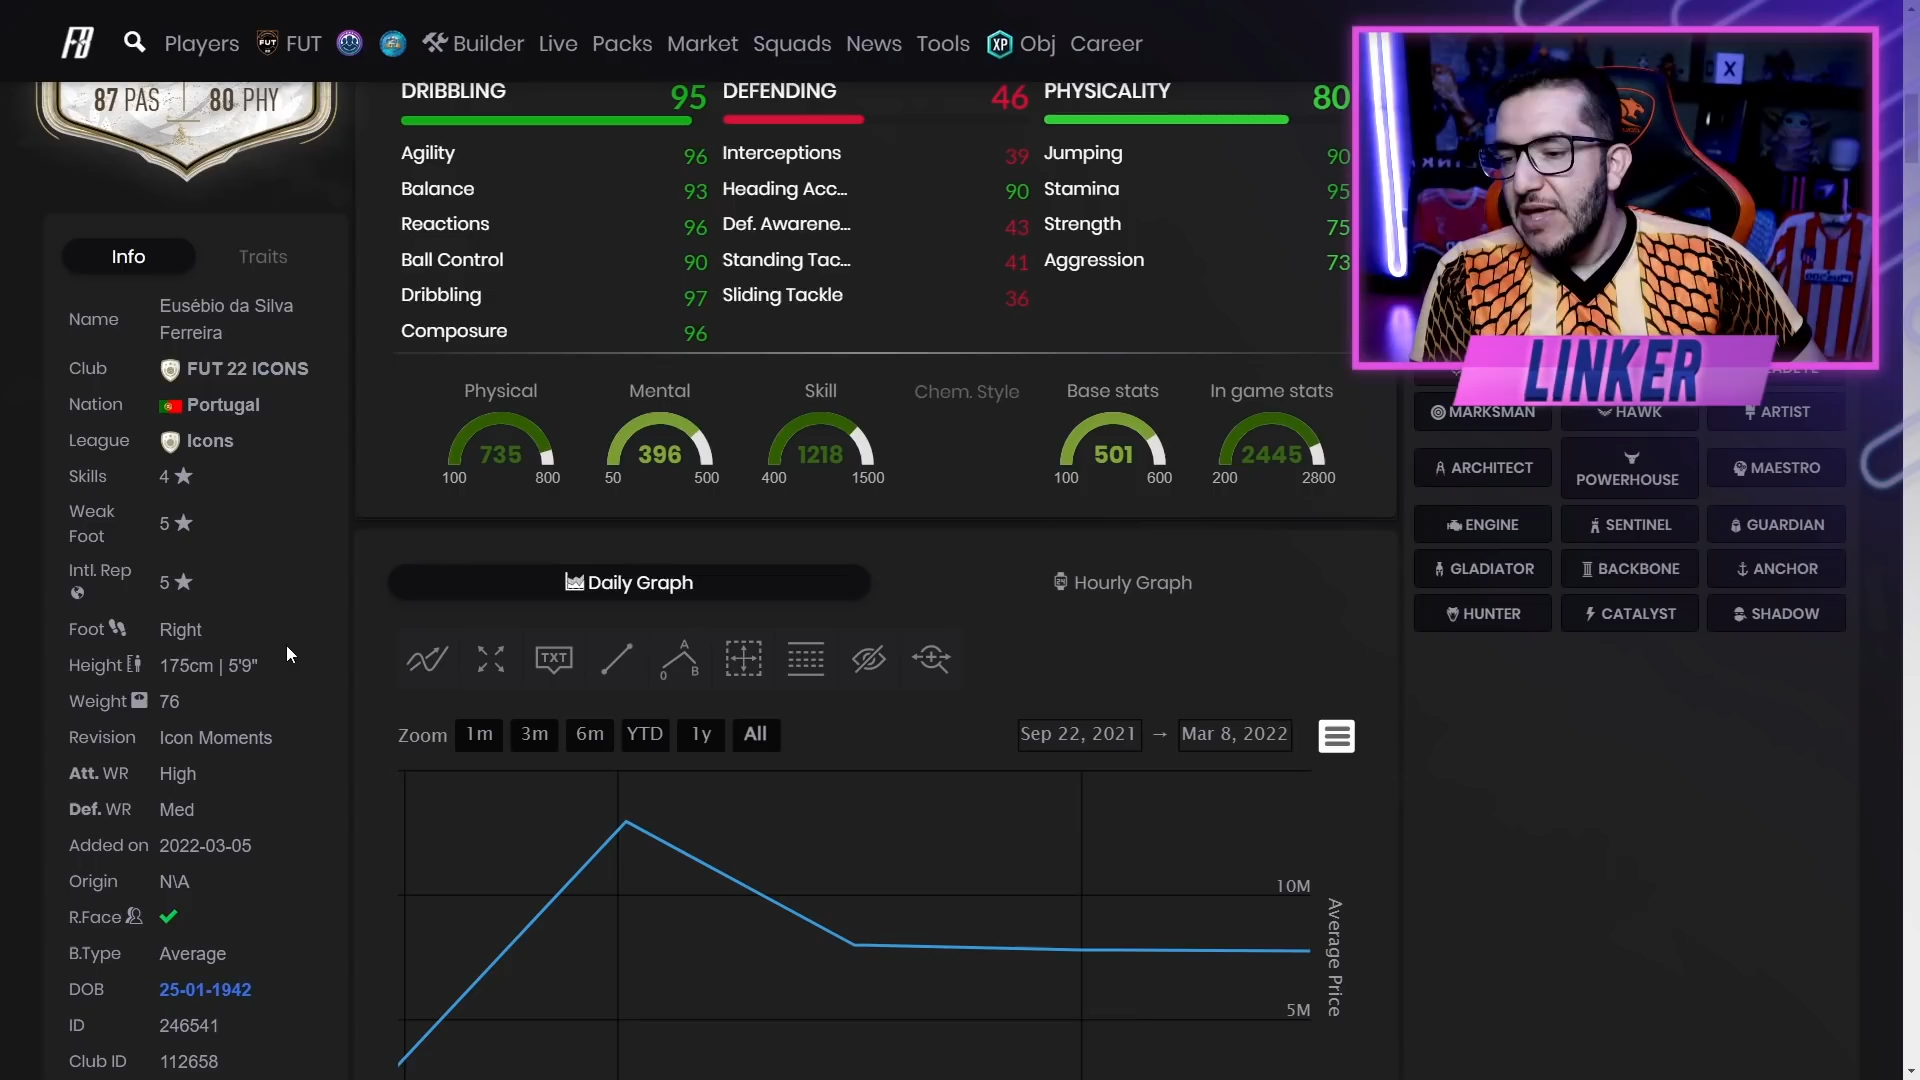 Players FUT Builder Live Packs Market Squads News Tools XP Obj Career
X
87 PAS 80 PHY
DRIBBLING 95 DEFENDING 46 PHYSICALITY 80
Agility 96 Interceptions 39 Jumping 90
Balance 93 Heading Acc... 90 Stamina 95
Reactions 96 Def. Awarene... 43 Strength 75
Ball Control 90 Standing Tac... 41 Aggression 73
Dribbling 97 Sliding Tackle 36
Composure 96
LINKER
Info Traits
Name Eusébio da Silva
Ferreira
Club FUT 22 ICONS
Nation Portugal
League Icons
Skills 4
Weak
Foot 5
Intl. Rep 5
Foot Right
Height 175cm | 5'9"
Weight 76
Revision Icon Moments
Att. WR High
Def. WR Med
Added on 2022-03-05
Origin N\A
R.Face
B.Type Average
DOB 25-01-1942
ID 246541
Club ID 112658
Physical Mental Skill Chem. Style Base stats In game stats
735 396 1218 501 2445
100 800 50 500 400 1500 100 600 200 2800
MARKSMAN HAWK ARTIST
ARCHITECT POWERHOUSE MAESTRO
ENGINE SENTINEL GUARDIAN
GLADIATOR BACKBONE ANCHOR
HUNTER CATALYST SHADOW
Daily Graph Hourly Graph
TXT A
0 B
Zoom 1m 3m 6m YTD 1y All Sep 22, 2021 → Mar 8, 2022
10M
5M
Average Price